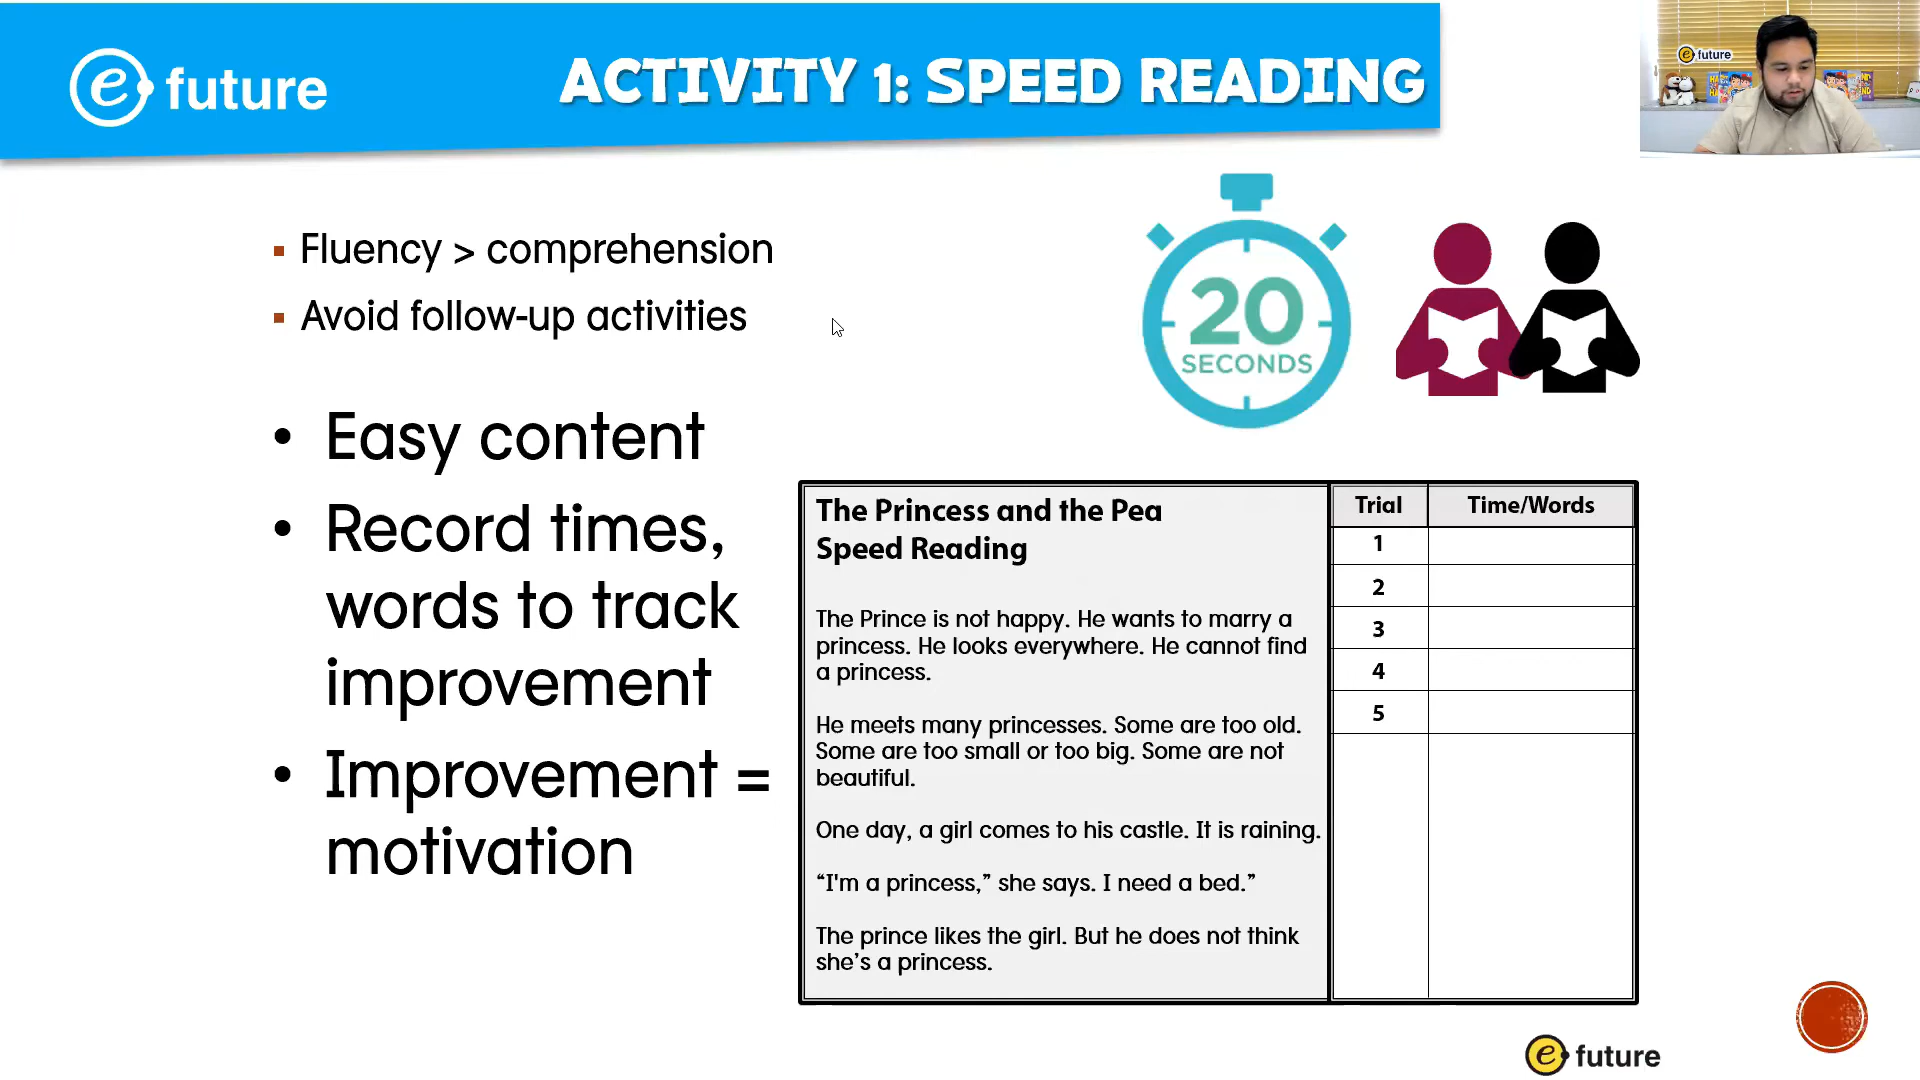 e future
ACTIVITY 1: SPEED READING
e future
Fluency > comprehension
Avoid follow-up activities
20
SECONDS
Easy content
Record times,
words to track
improvement
Improvement =
motivation
The Princess and the Pea
Speed Reading
The Prince is not happy. He wants to marry a
princess. He looks everywhere. He cannot find
a princess.
He meets many princesses. Some are too old.
Some are too small or too big. Some are not
beautiful.
One day, a girl comes to his castle. It is raining.
“I'm a princess,” she says. I need a bed.”
The prince likes the girl. But he does not think
she’s a princess.
Trial Time/Words
1
2
3
4
5
e future